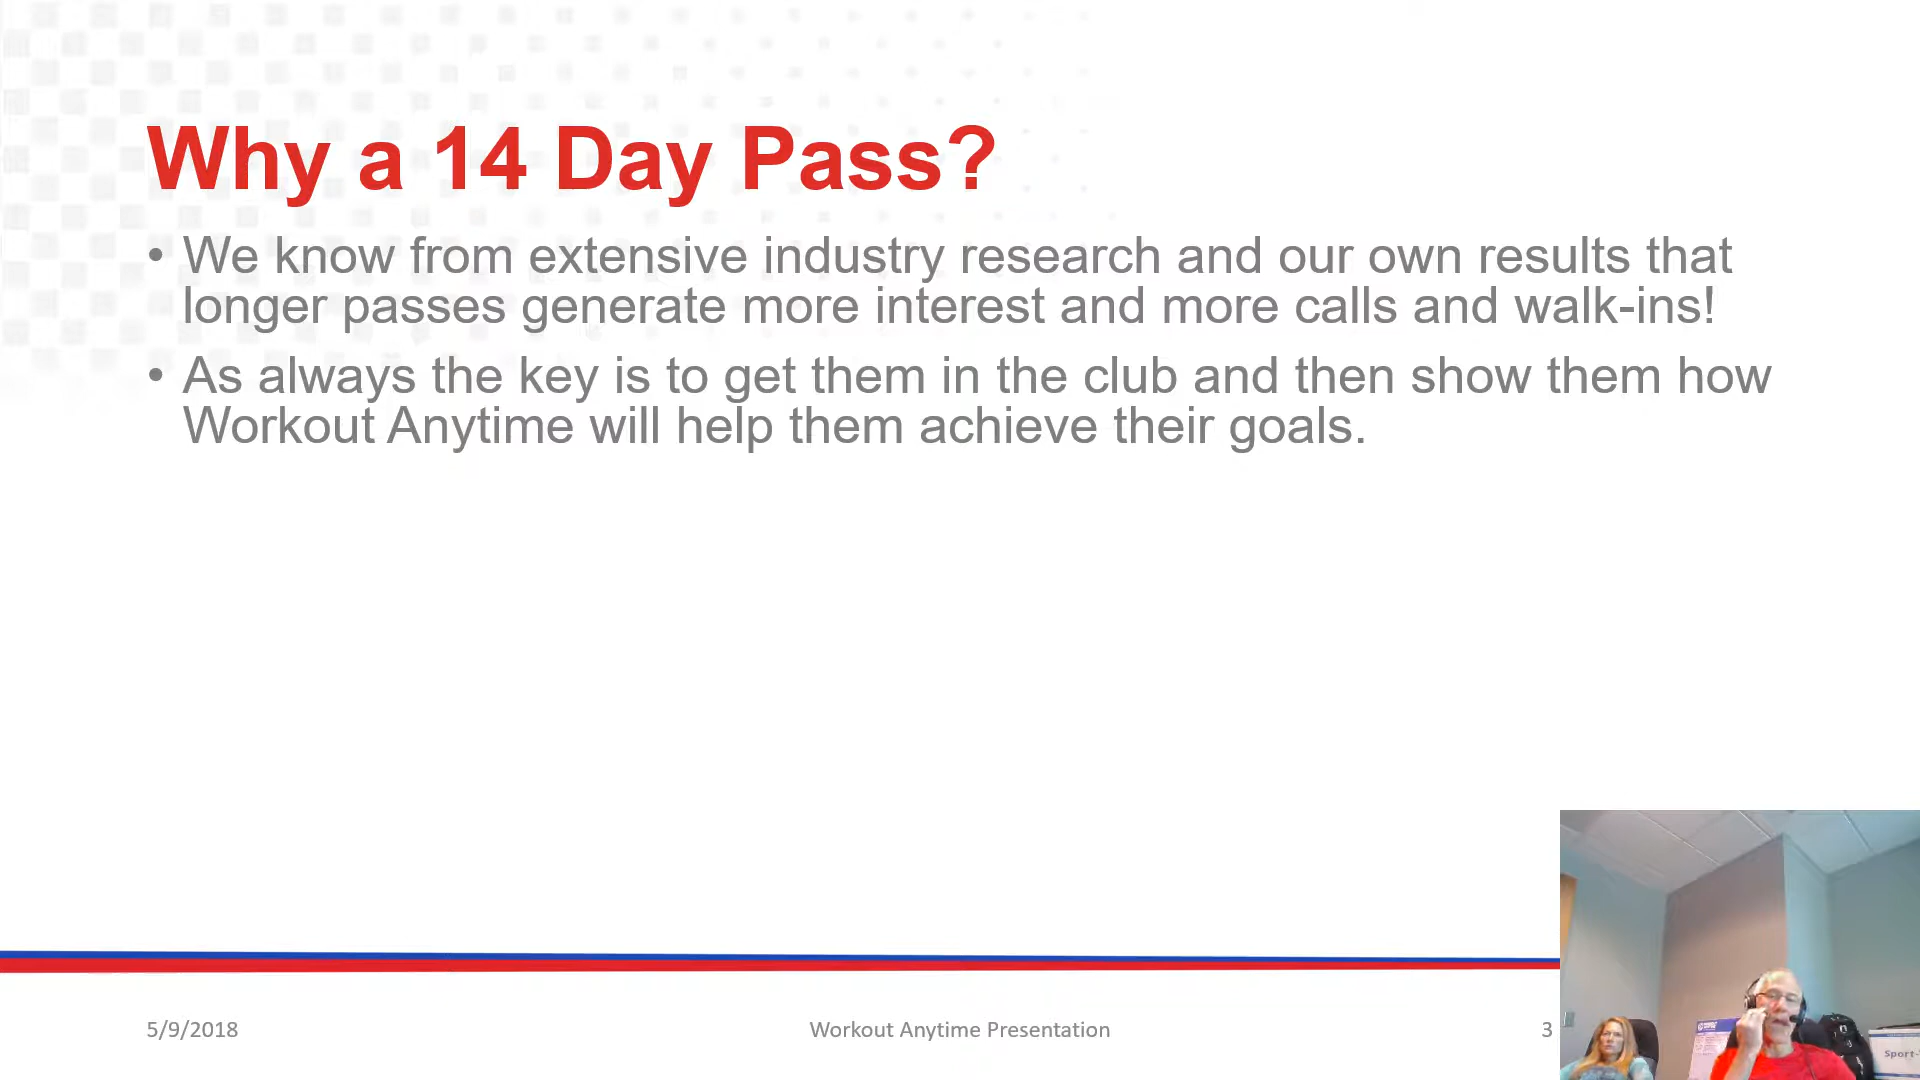 Why a 14 Day Pass?
• We know from extensive industry research and our own results that
longer passes generate more interest and more calls and walk-ins!
• As always the key is to get them in the club and then show them how
Workout Anytime will help them achieve their goals.
5/9/2018
Workout Anytime Presentation
3
Sport-